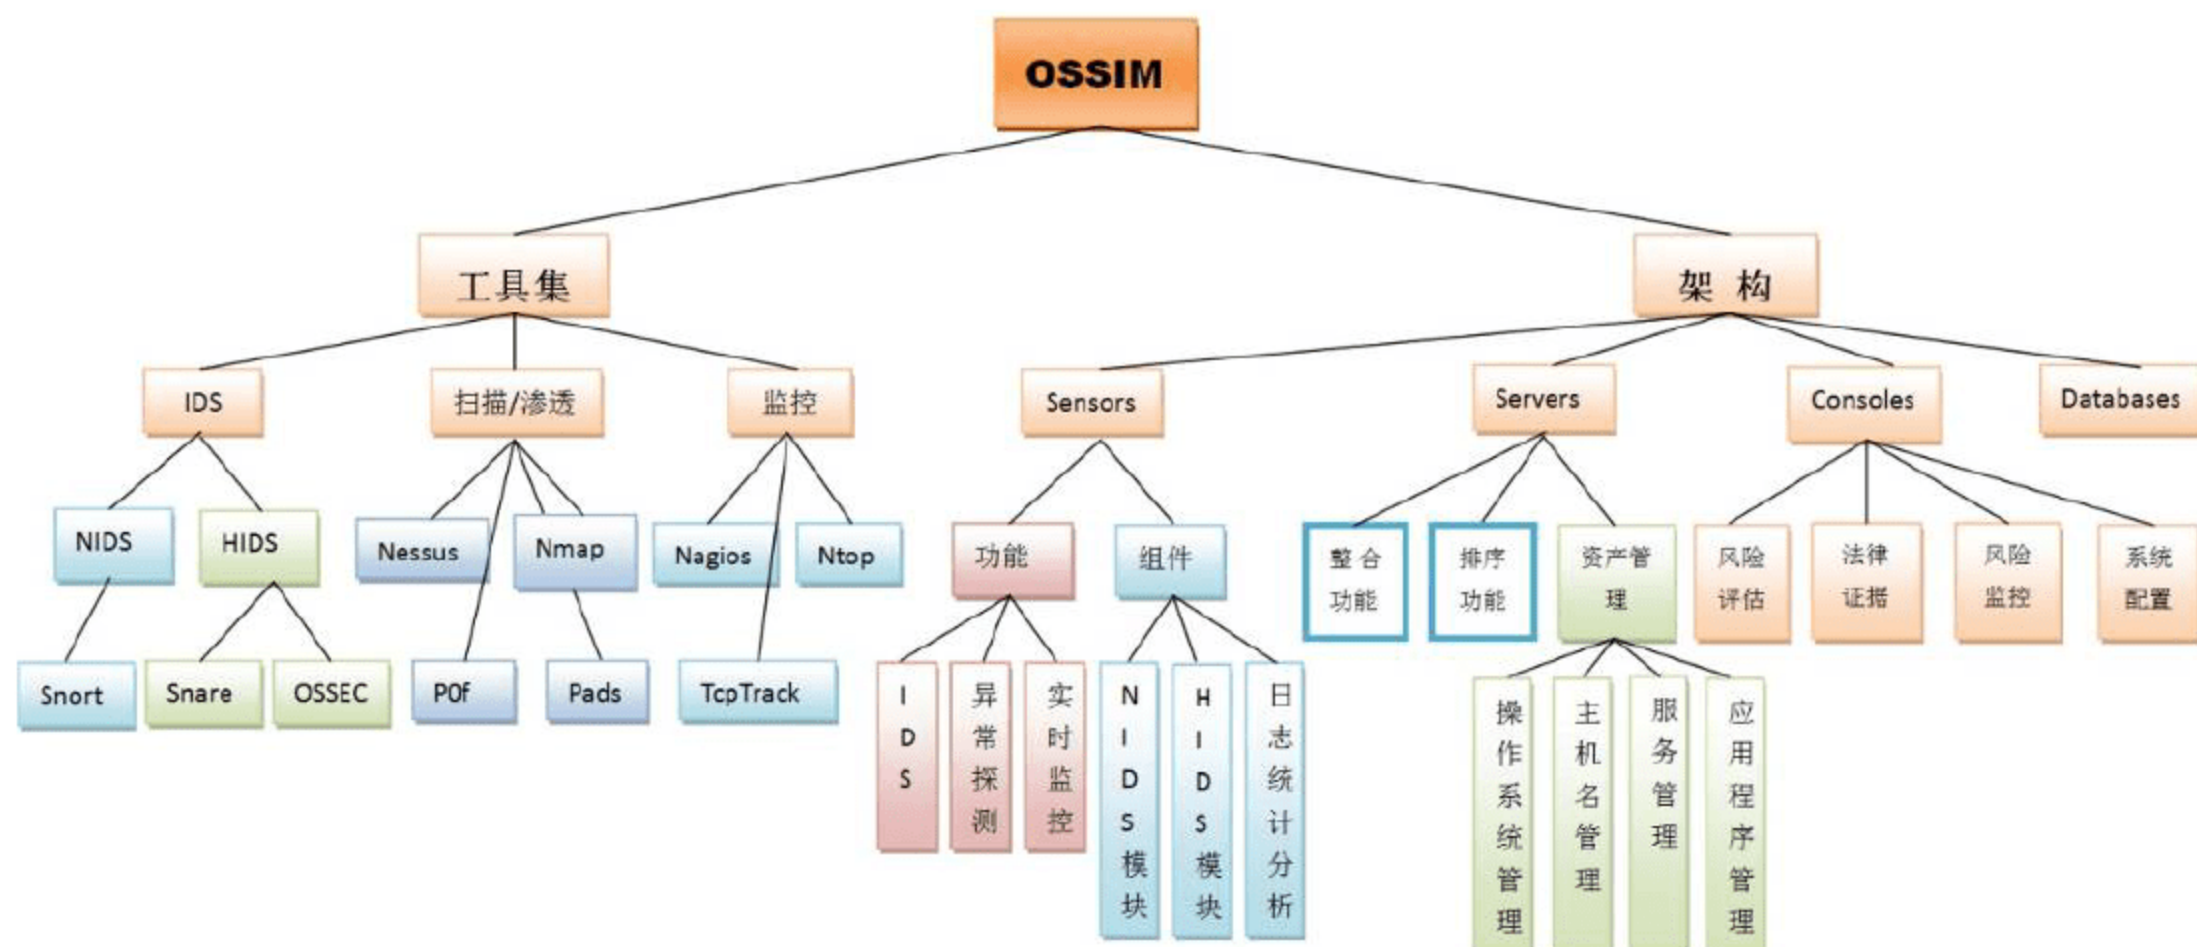 OSSIM
工具集
架 构
IDS
扫描/渗透
监控
Sensors
Servers
Consoles
Databases
NIDS
HIDS
Nessus
Nmap
Nagios
Ntop
功能
组件
整 合
功能
排序
功能
资产管
理
风险
评估
法律
证据
风险
监控
系统
配置
Snort
Snare
OSSEC
P0f
Pads
TcpTrack
IDS
异常探测
实时监控
NIDS模块
HIDS模块
日志统计分析
操作系统管理
主机名管理
服务管理
应用程序管理